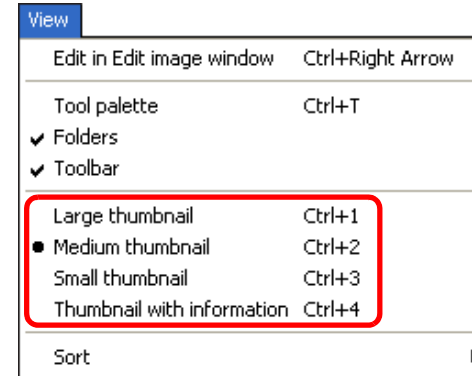 View
Edit in Edit image window Ctrl+Right Arrow
Tool palette Ctrl+T
Folders
Toolbar
Large thumbnail Ctrl+1
Medium thumbnail Ctrl+2
Small thumbnail Ctrl+3
Thumbnail with information Ctrl+4
Sort